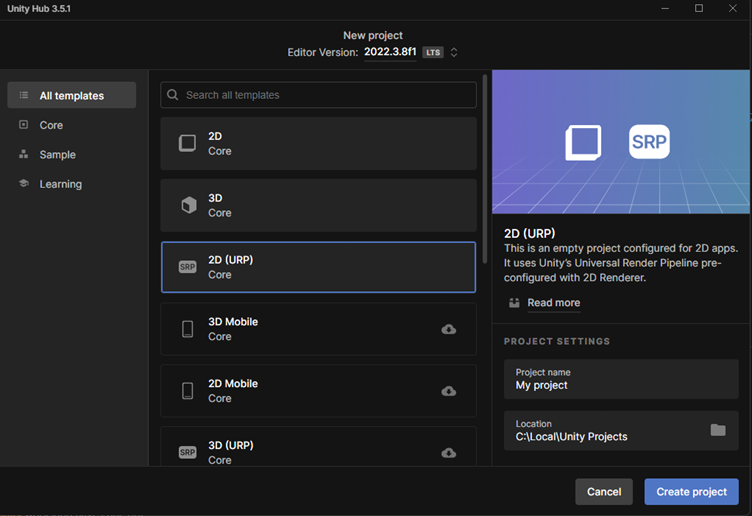 Unity Hub 3.5.1
New project
Editor Version: 2022.3.8f1 LTS
All templates
Core
Sample
Learning
Search all templates
2D
Core
3D
Core
SRP
2D (URP)
Core
3D Mobile
Core
2D Mobile
Core
SRP
3D (URP)
Core
SRP
2D (URP)
This is an empty project configured for 2D apps.
It uses Unity's Universal Render Pipeline pre-
configured with 2D Renderer.
Read more
PROJECT SETTINGS
Project name
My project
Location
C:\Local\Unity Projects
Cancel
Create project